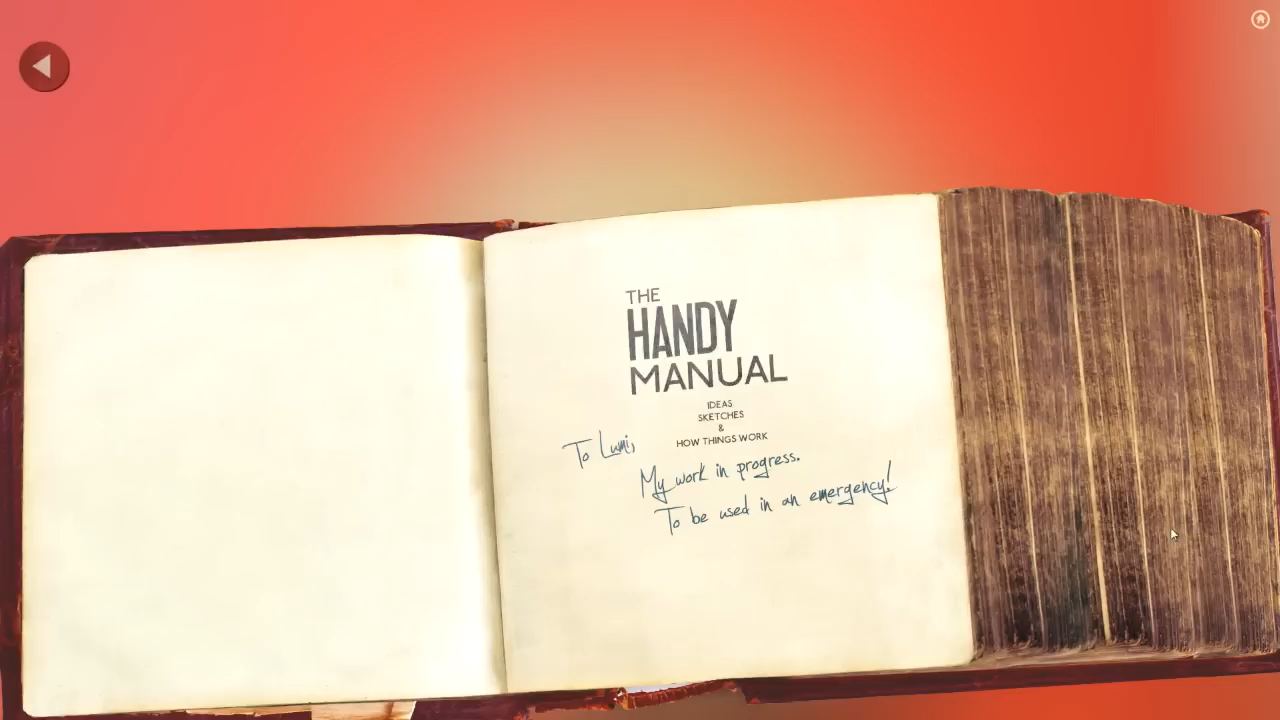 THE
HANDY
MANUAL
IDEAS
SKETCHES
&
HOW THINGS WORK
To Lumi,
My work in progress.
To be used in an emergency!